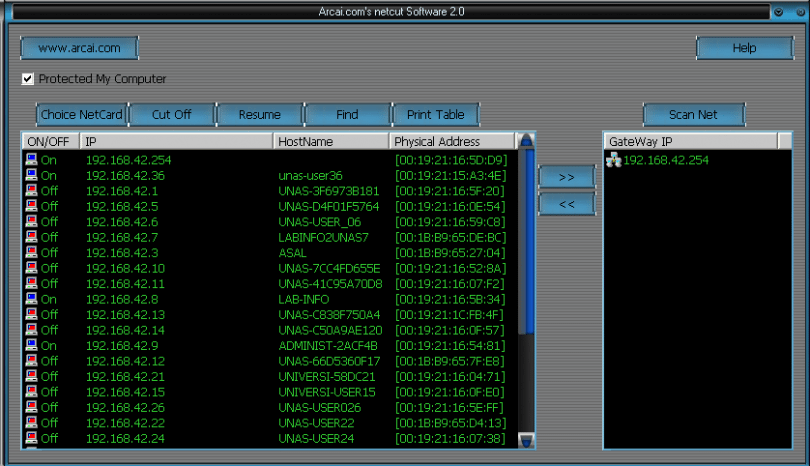 Arcai.com's netcut Software 2.0
www.arcai.com Help
Protected My Computer
Choice NetCard Cut Off Resume Find Print Table Scan Net
ON/OFF IP HostName Physical Address GateWay IP
On 192.168.42.254 [00:19:21:16:5D:D9] 192.168.42.254
On 192.168.42.36 unas-user36 [00:19:21:15:A3:4E]
>>
Off 192.168.42.1 UNAS-3F6973B181 [00:19:21:16:5F:20]
Off 192.168.42.5 UNAS-D4F01F5764 [00:19:21:16:0E:54]
<<
Off 192.168.42.6 UNAS-USER_06 [00:19:21:16:59:C8]
Off 192.168.42.7 LABINFO2UNAS7 [00:1B:B9:65:DE:BC]
Off 192.168.42.3 ASAL [00:1B:B9:65:27:04]
Off 192.168.42.10 UNAS-7CC4FD655E [00:19:21:16:52:8A]
Off 192.168.42.11 UNAS-41C95A70D8 [00:19:21:16:07:F2]
On 192.168.42.8 LAB-INFO [00:19:21:16:5B:34]
Off 192.168.42.13 UNAS-C838F750A4 [00:19:21:1C:FB:4F]
Off 192.168.42.14 UNAS-C50A9AE120 [00:19:21:16:0F:57]
On 192.168.42.9 ADMINIST-2ACF4B [00:19:21:16:54:81]
Off 192.168.42.12 UNAS-66D5360F17 [00:1B:B9:65:7F:E8]
Off 192.168.42.21 UNIVERSI-58DC21 [00:19:21:16:04:71]
Off 192.168.42.15 UNIVERSI-USER15 [00:19:21:16:0F:E0]
Off 192.168.42.26 UNAS-USER026 [00:19:21:16:5E:FF]
Off 192.168.42.22 UNAS-USER22 [00:1B:B9:65:D4:13]
Off 192.168.42.24 UNAS-USER24 [00:19:21:16:07:38]